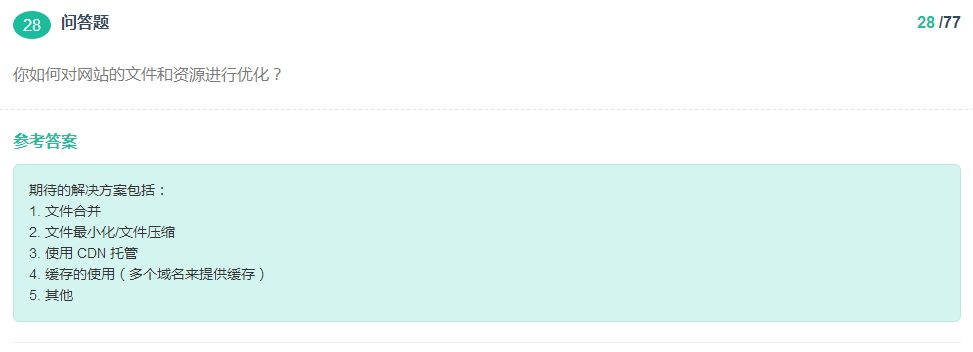 28 问答题 28 /77
你如何对网站的文件和资源进行优化？
参考答案
期待的解决方案包括：
1. 文件合并
2. 文件最小化/文件压缩
3. 使用 CDN 托管
4. 缓存的使用（多个域名来提供缓存）
5. 其他